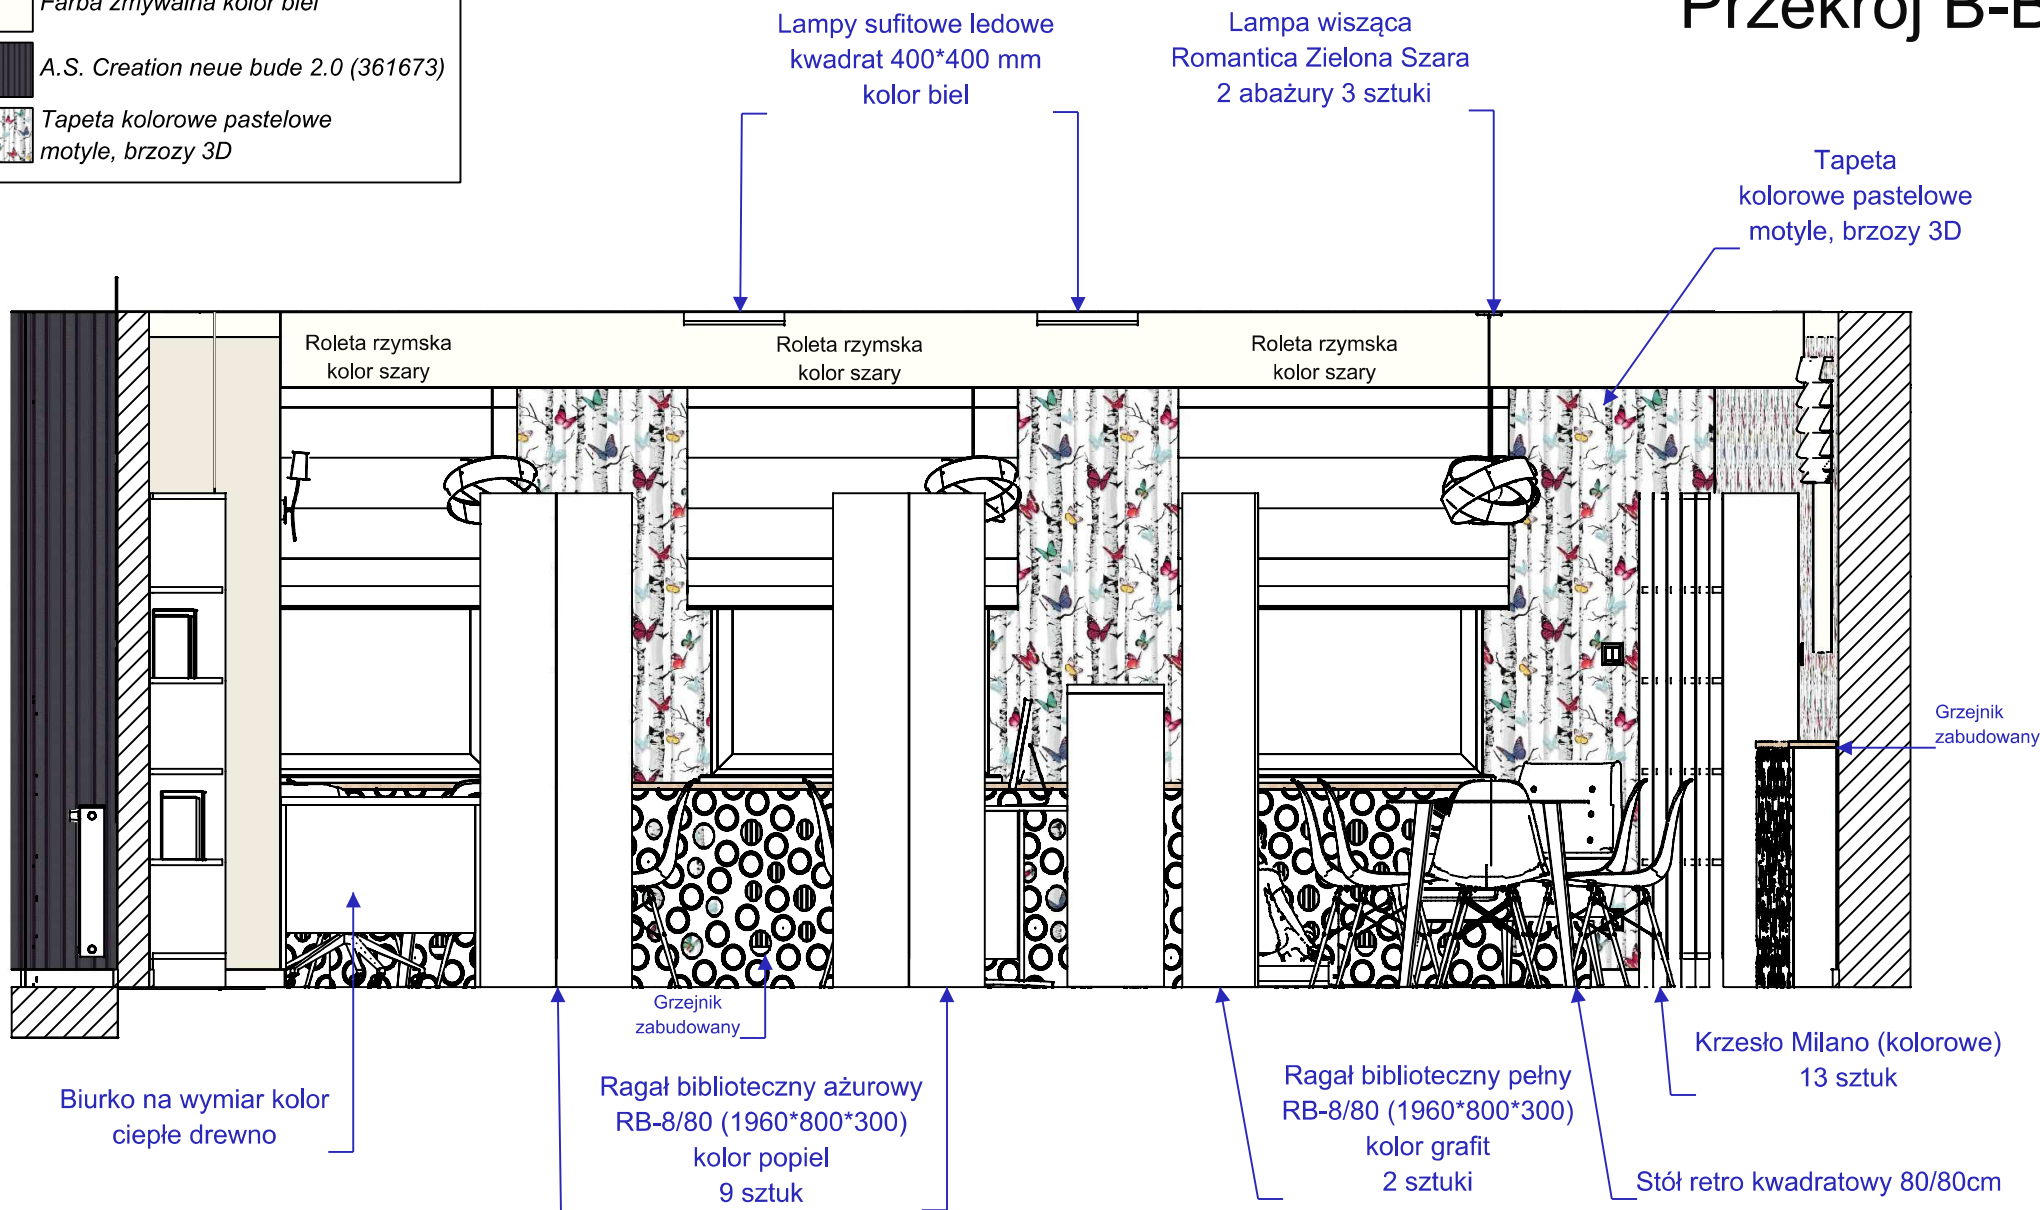 Farba zmywalna kolor biel
A.S. Creation neue bude 2.0 (361673)
Tapeta kolorowe pastelowe
motyle, brzozy 3D
Lampy sufitowe ledowe
kwadrat 400*400 mm
kolor biel
Lampa wisząca
Romantica Zielona Szara
2 abażury 3 sztuki
Przekrój B-B
Tapeta
kolorowe pastelowe
motyle, brzozy 3D
Roleta rzymska
kolor szary
Roleta rzymska
kolor szary
Roleta rzymska
kolor szary
Grzejnik
zabudowany
Grzejnik
zabudowany
Biurko na wymiar kolor
ciepłe drewno
Ragał biblioteczny ażurowy
RB-8/80 (1960*800*300)
kolor popiel
9 sztuk
Ragał biblioteczny pełny
RB-8/80 (1960*800*300)
kolor grafit
2 sztuki
Krzesło Milano (kolorowe)
13 sztuk
Stół retro kwadratowy 80/80cm